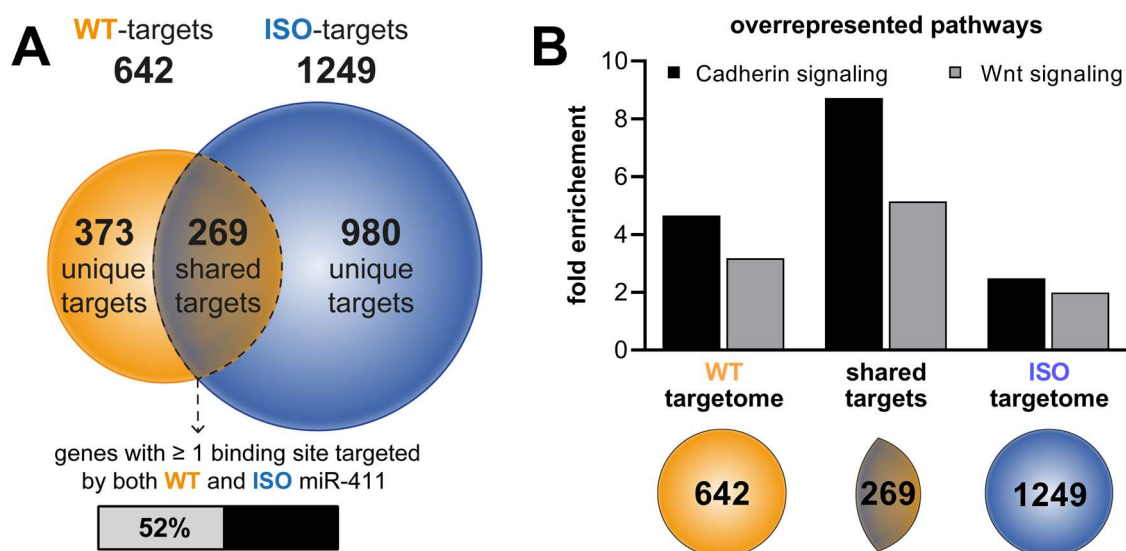 A
WT-targets
642
ISO-targets
1249
373
unique
targets
269
shared
targets
980
unique
targets
genes with ≥ 1 binding site targeted
by both WT and ISO miR-411
52%
B
overrepresented pathways
Cadherin signaling
Wnt signaling
fold enrichement
10
8
6
4
2
0
WT
targetome
shared
targets
ISO
targetome
642
269
1249